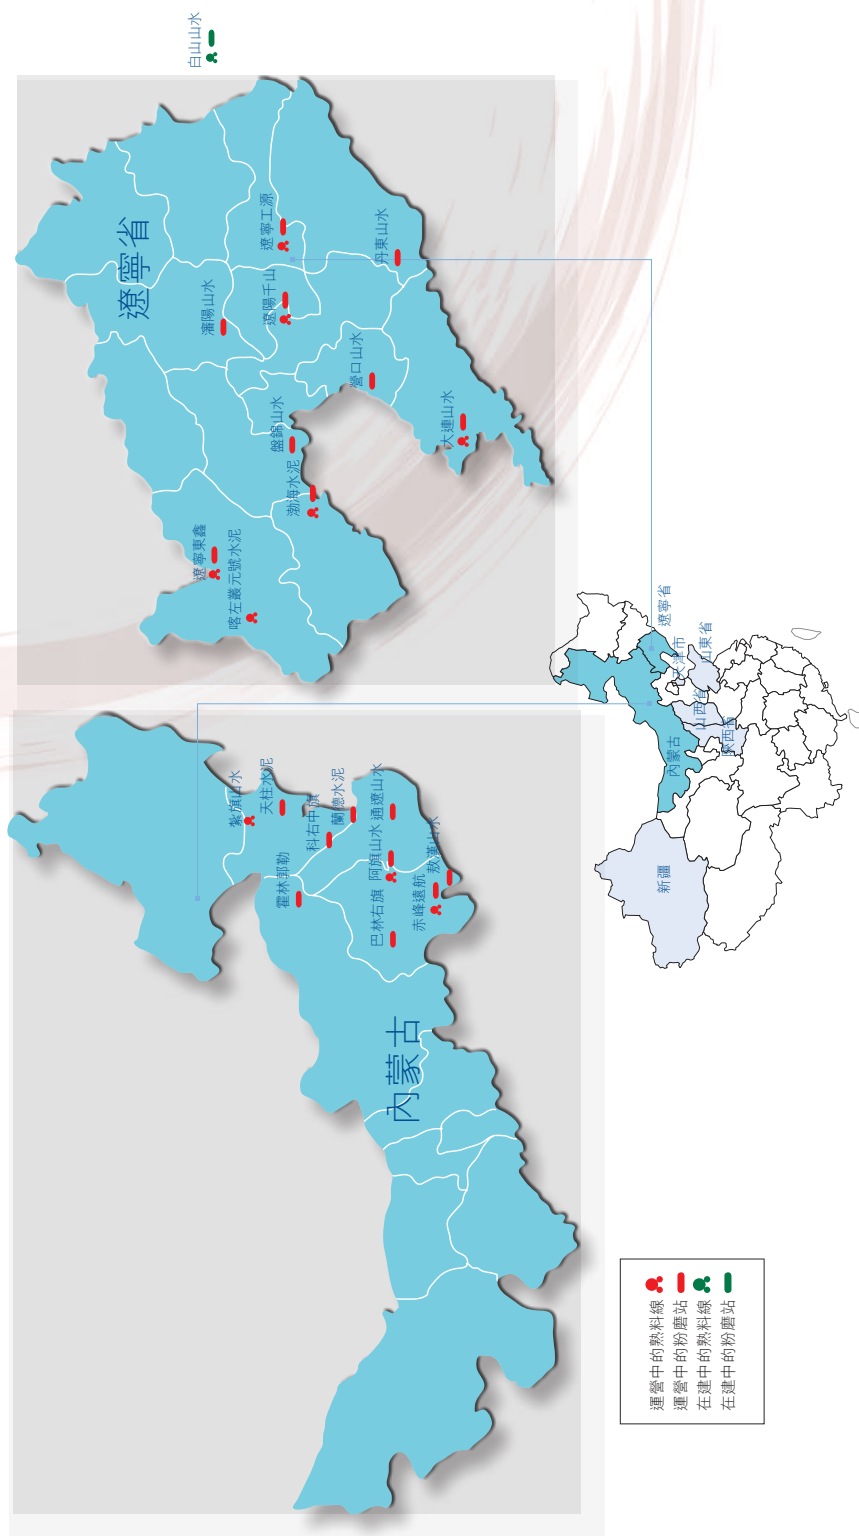 內蒙古
紮旗山水
天柱水泥
霍林郭勒
科右中旗
蘭德水泥
巴林右旗
阿旗山水
通遼山水
赤峰遠航
敖漢山水
遼寧省
白山山水
遼寧東鑫
瀋陽山水
喀左叢元號水泥
遼寧工源
遼陽千山
盤錦山水
渤海水泥
營口山水
丹東山水
大連山水
新疆
內蒙古
遼寧省
天津市
山西省
山東省
陝西省
運營中的熟料線
運營中的粉磨站
在建中的熟料線
在建中的粉磨站